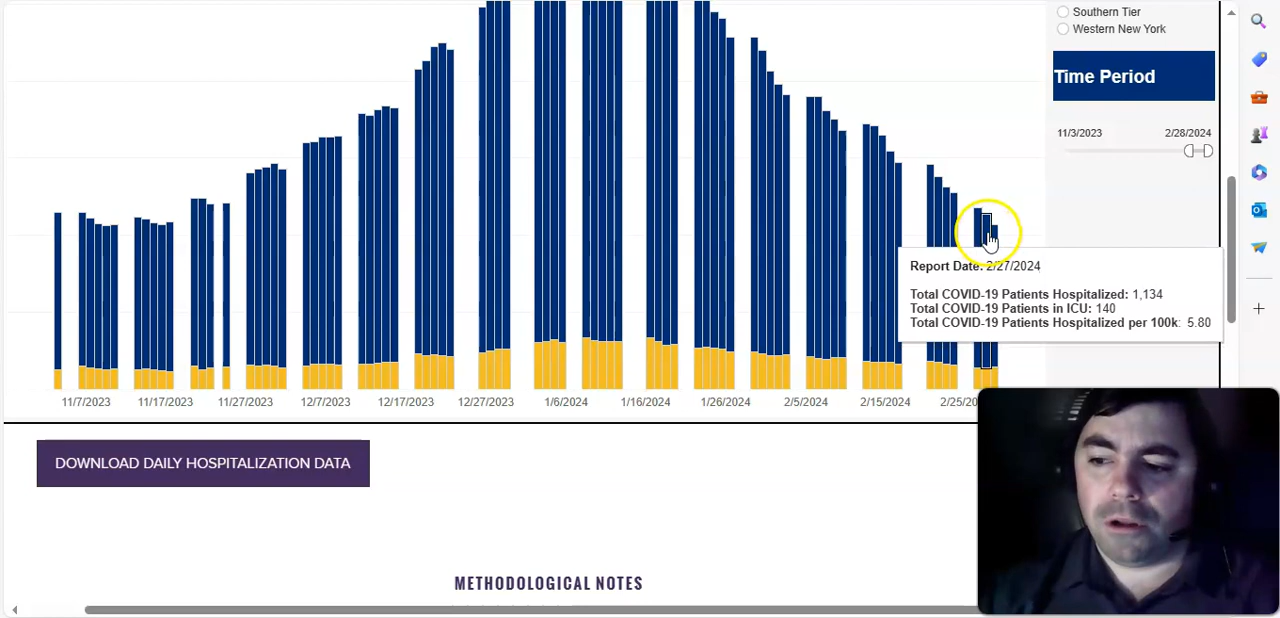 Southern Tier
Western New York
Time Period
11/3/2023 2/28/2024
Report Date: 2/27/2024
Total COVID-19 Patients Hospitalized: 1,134
Total COVID-19 Patients in ICU: 140
Total COVID-19 Patients Hospitalized per 100k: 5.80
11/7/2023 11/17/2023 11/27/2023 12/7/2023 12/17/2023 12/27/2023 1/6/2024 1/16/2024 1/26/2024 2/5/2024 2/15/2024 2/25/20
DOWNLOAD DAILY HOSPITALIZATION DATA
METHODOLOGICAL NOTES